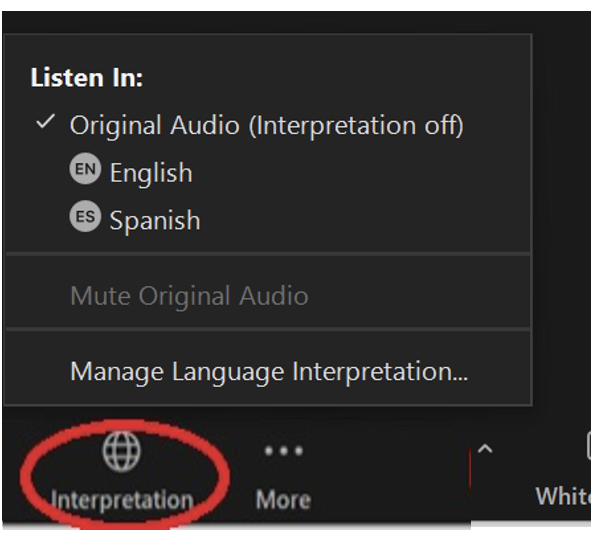 Listen In:
Original Audio (Interpretation off)
EN English
ES Spanish
Mute Original Audio
Manage Language Interpretation...
Interpretation
More